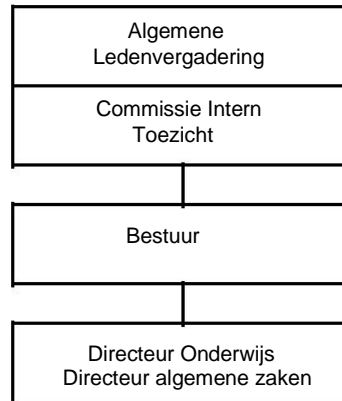 Algemene
Ledenvergadering
Commissie Intern
Toezicht
Bestuur
Directeur Onderwijs
Directeur algemene zaken